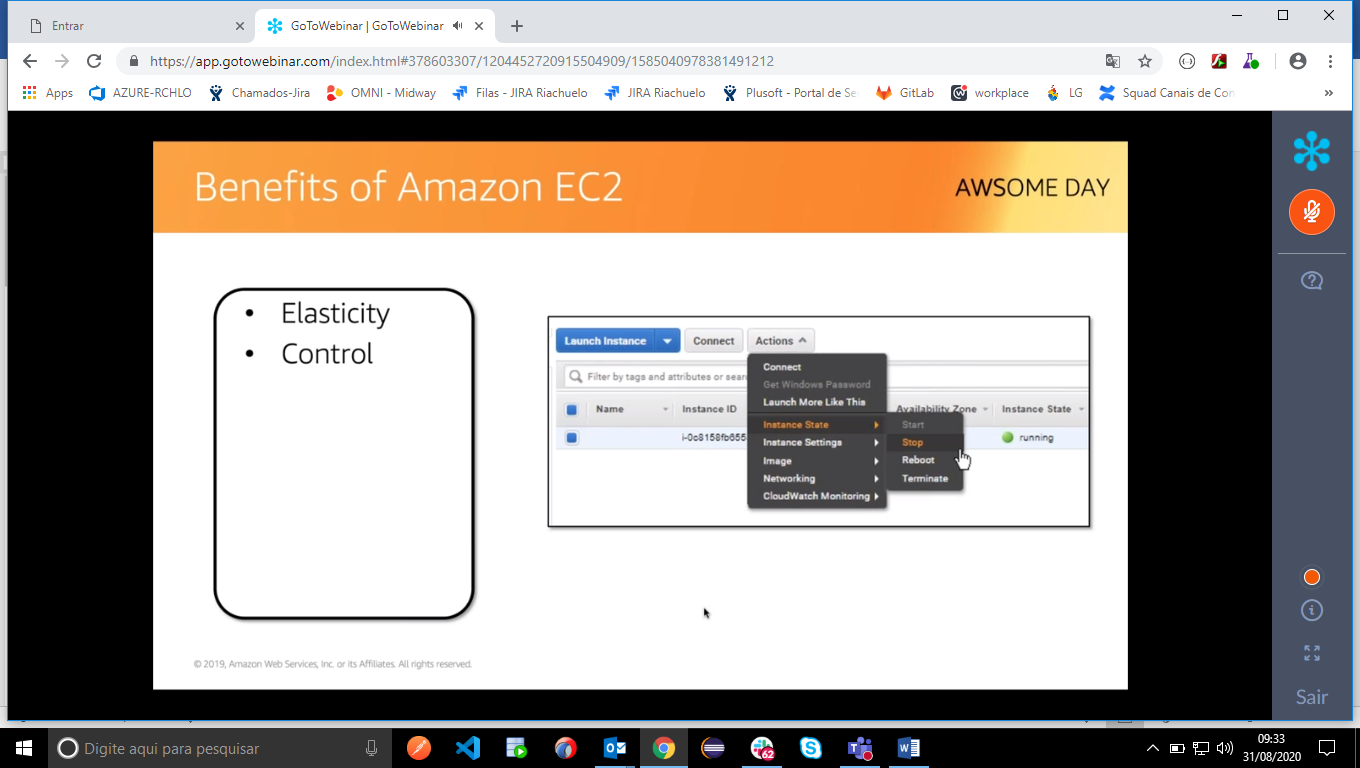 Entrar
GoToWebinar | GoToWebinar
https://app.gotowebinar.com/index.html#378603307/1204452720915504909/1585040978381491212
Apps AZURE-RCHLO Chamados-Jira OMNI - Midway Filas - JIRA Riachuelo JIRA Riachuelo Plusoft - Portal de Se GitLab workplace LG Squad Canais de Con »
Benefits of Amazon EC2
AWSOME DAY
• Elasticity
• Control
Launch Instance Connect Actions
Filter by tags and attributes or sear
Name Instance ID Availability Zone Instance State
i-0c8158fb655 running
Connect
Get Windows Password
Launch More Like This
Instance State
Instance Settings
Image
Networking
CloudWatch Monitoring
Start
Stop
Reboot
Terminate
© 2019, Amazon Web Services, Inc. or its Affiliates. All rights reserved.
Sair
Digite aqui para pesquisar
62
09:33
31/08/2020